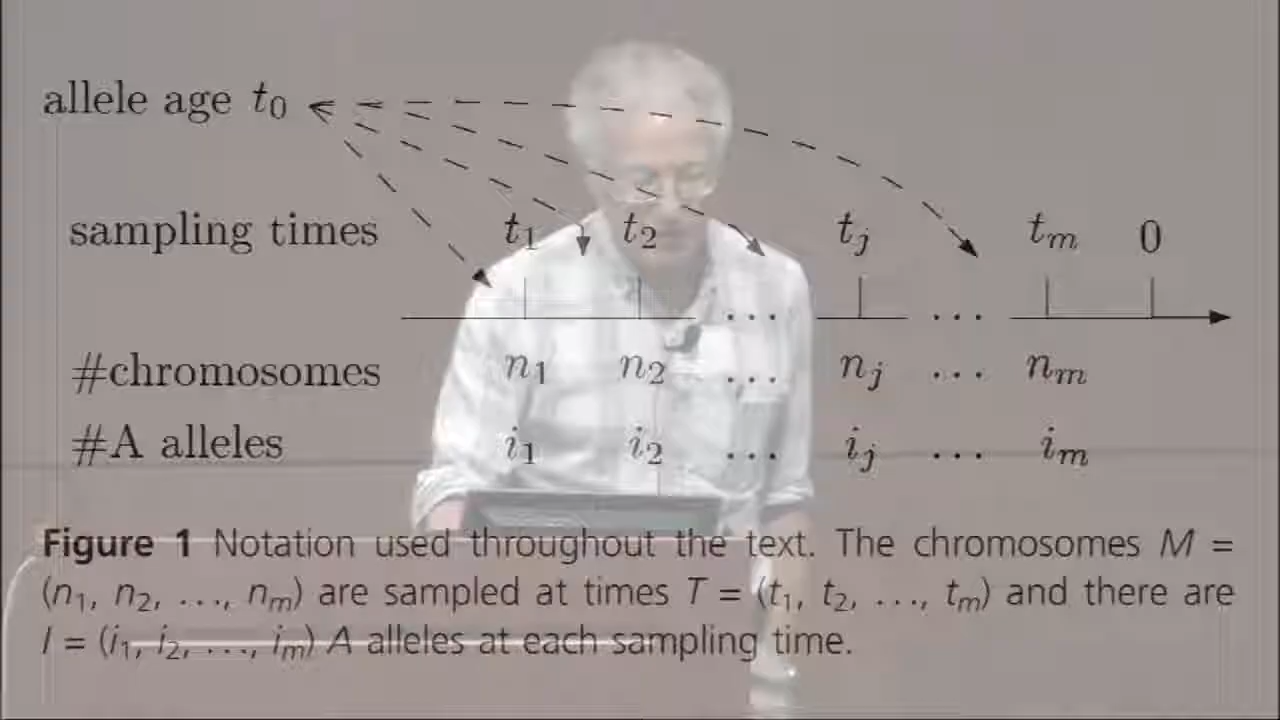 allele age t₀
sampling times t₁ t₂ tⱼ tₘ 0
... ...
#chromosomes n₁ n₂ ... nⱼ ... nₘ
#A alleles i₁ i₂ ... iⱼ ... iₘ
Figure 1 Notation used throughout the text. The chromosomes M =
(n₁, n₂, ..., nₘ) are sampled at times T = (t₁, t₂, ..., tₘ) and there are
I = (i₁, i₂, ..., iₘ) A alleles at each sampling time.